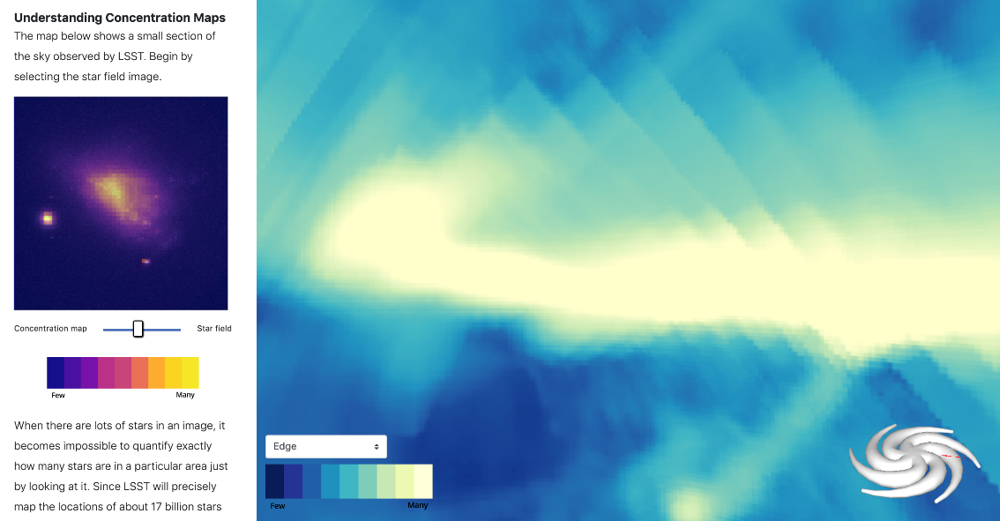 Understanding Concentration Maps
The map below shows a small section of
the sky observed by LSST. Begin by
selecting the star field image.
Concentration map
Star field
Few
Many
When there are lots of stars in an image, it
becomes impossible to quantify exactly
how many stars are in a particular area just
by looking at it. Since LSST will precisely
map the locations of about 17 billion stars
Edge
Few
Many